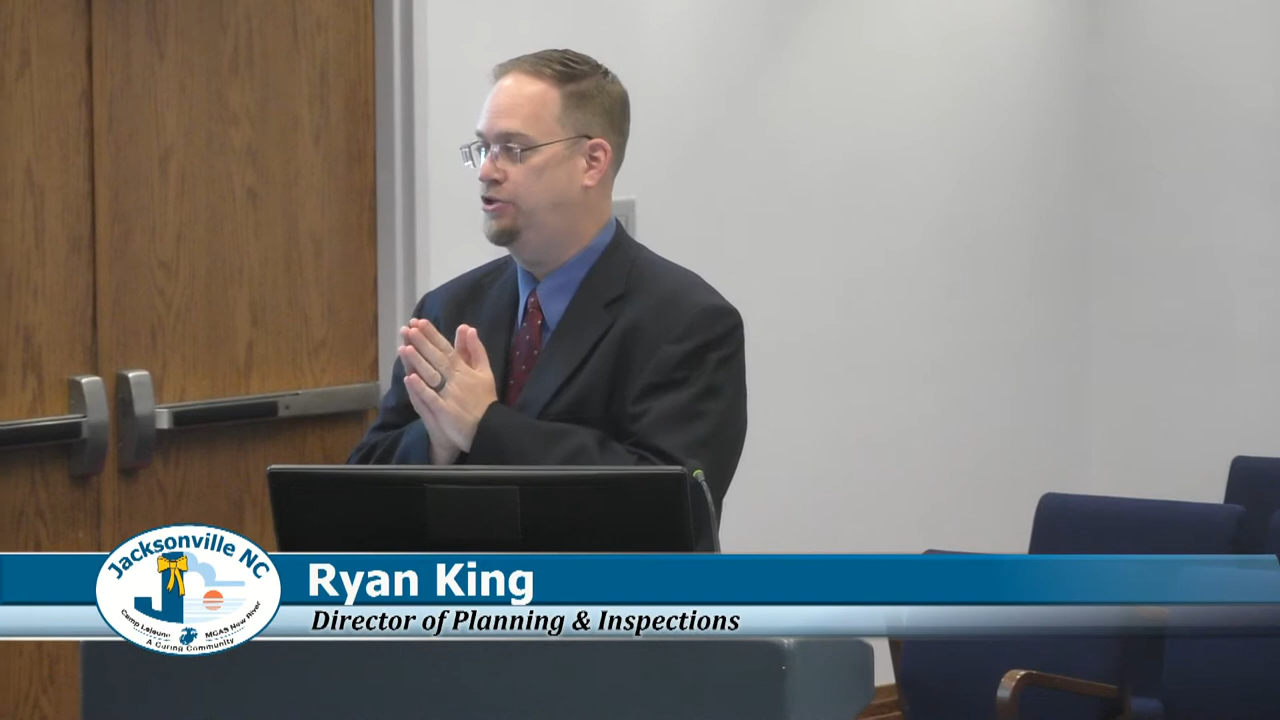 Jacksonville NC
Camp Lejeune
MCAS New River
A Caring Community
Ryan King
Director of Planning & Inspections